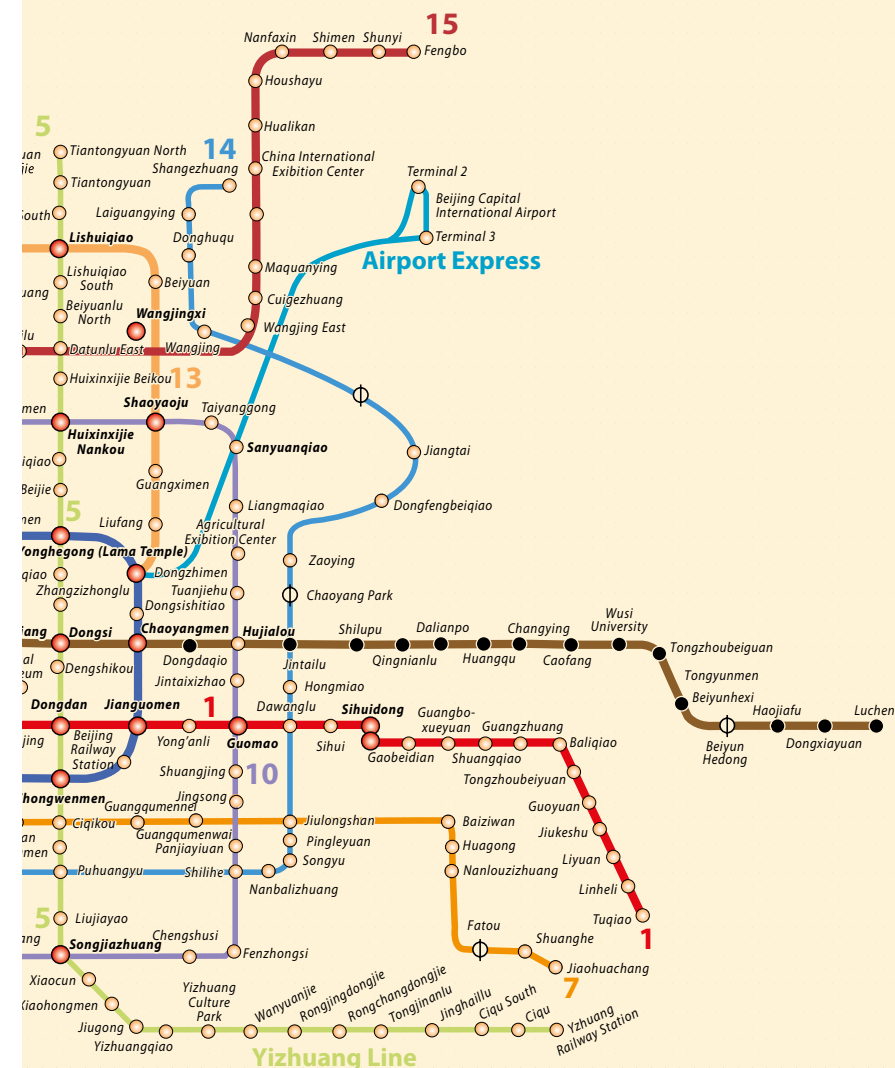 15
Nanfaxin Shimen Shunyi
Fengbo
Houshayu
5
Hualikan
14
Tiantongyuan North
China International
Exibition Center
Shangezhuang
Terminal 2
Tiantongyuan
Beijing Capital
International Airport
Laiguangying
Donghuqu
Lishuiqiao
Terminal 3
Airport Express
Lishuiqiao
South
Beiyuan
Maquanying
Cuigezhuang
Beiyuanlu
North
Wangjingxi
Wangjing East
Datunlu East
Wangjing
Huixinxijie Beikou
13
Shaoyaoju
Taiyanggong
Huixinxijie
Nankou
Sanyuanqiao
Jiangtai
Guangximen
Liangmaqiao
Dongfengbeiqiao
5
Liufang
Agricultural
Exibition Center
Yonghegong (Lama Temple)
Zaoying
Dongzhimen
Zhangzizhonglu
Tuanjiehu
Chaoyang Park
Dongsishitiao
Dongsi
Chaoyangmen
Hujialou
Shilupu
Dalianpo
Changying
Wusi
University
Dengshikou
Dongdaqio
Jintailu
Qingnianlu
Huangqu
Caofang
Tongzhoubeiguan
Jintaixizhao
Hongmiao
Tongyunmen
Beiyunhexi
Dongdan
Jianguomen
1
Dawanglu
Sihuidong
Guangbo-
xueyuan
Guangzhuang
Haojiafu
Luchen
Beijing
Railway
Station
Yong'anli
Guomao
Sihui
Gaobeidian
Shuangqiao
Baliqiao
Beiyun
Hedong
Dongxiayuan
Shuangjing
10
Tongzhoubeiyuan
Chongwenmen
Guangqumennei
Jingsong
Guoyuan
Ciqikou
Guangqumenwai
Panjiayiuan
Jiulongshan
Baiziwan
Jiukeshu
Pingleyuan
Huagong
Liyuan
Puhuangyu
Shilihe
Songyu
Nanlouzizhuang
Nanbalizhuang
Linheli
5
Liujiayao
Tuqiao
1
Songjiazhuang
Chengshusi
Fenzhongsi
Fatou
Shuanghe
Jiaohuachang
7
Xiaocun
Xiaohongmen
Jiugong
Yizhuangqiao
Yizhuang
Culture
Park
Wanyuanjie
Rongjingdongjie
Rongchangdongjie
Tongjinanlu
Jinghaillu
Ciqu South
Ciqu
Yzhuang
Railway Station
Yizhuang Line